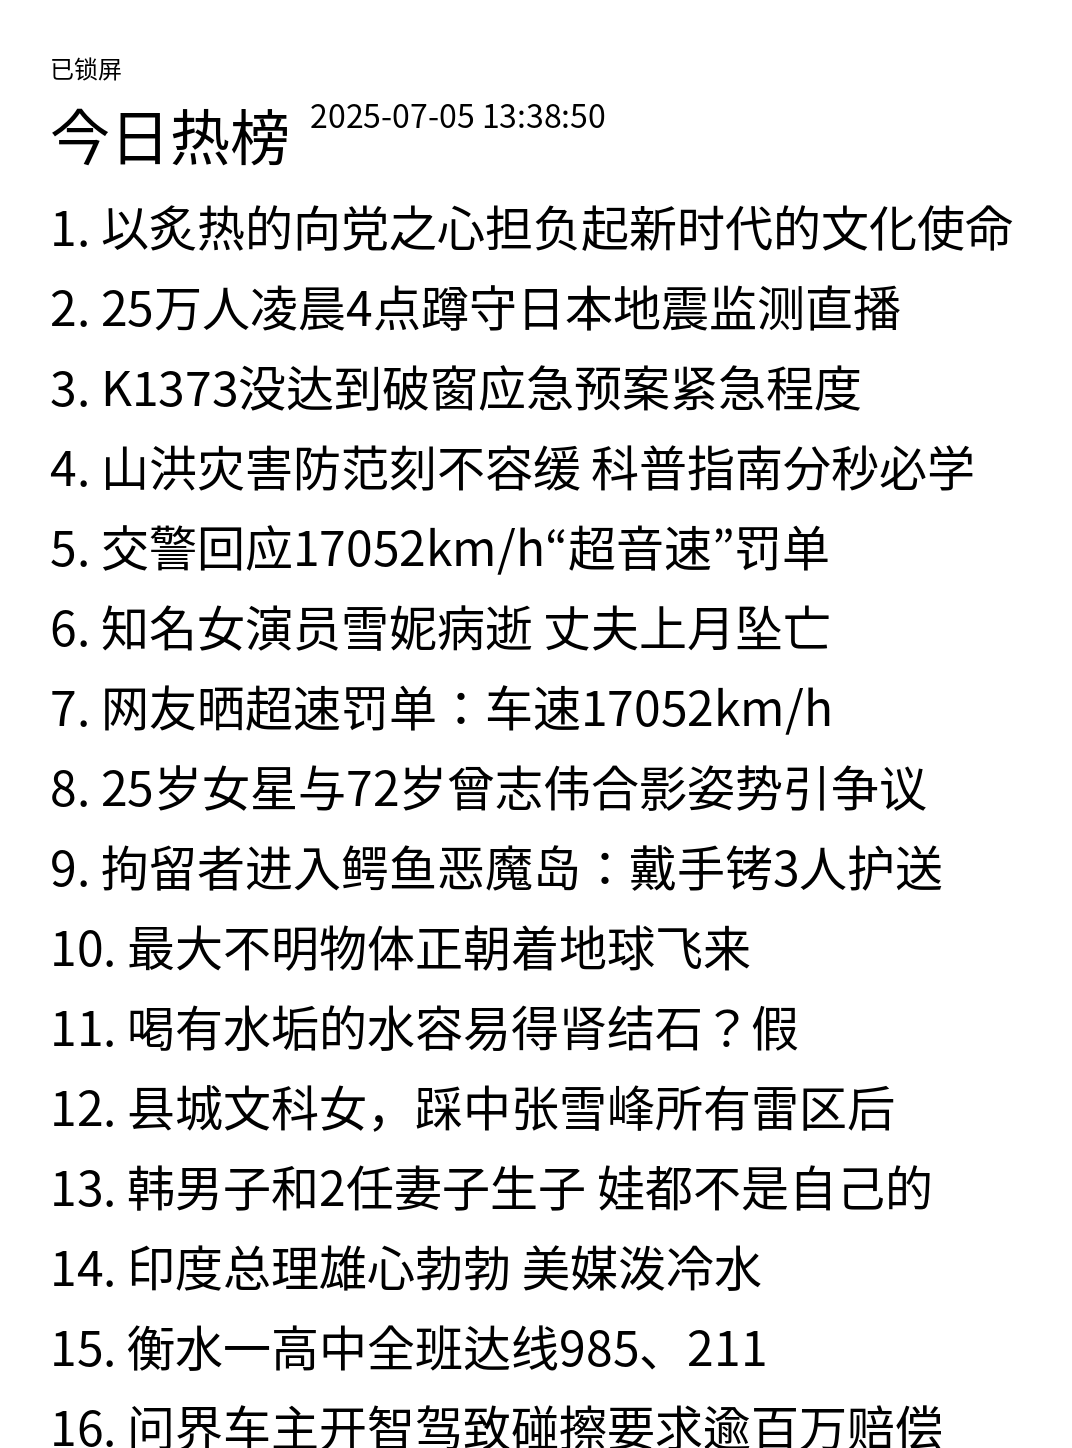 已锁屏
今日热榜 2025-07-05 13:38:50
1. 以炙热的向党之心担负起新时代的文化使命
2. 25万人凌晨4点蹲守日本地震监测直播
3. K1373没达到破窗应急预案紧急程度
4. 山洪灾害防范刻不容缓 科普指南分秒必学
5. 交警回应17052km/h“超音速”罚单
6. 知名女演员雪妮病逝 丈夫上月坠亡
7. 网友晒超速罚单：车速17052km/h
8. 25岁女星与72岁曾志伟合影姿势引争议
9. 拘留者进入鳄鱼恶魔岛：戴手铐3人护送
10. 最大不明物体正朝着地球飞来
11. 喝有水垢的水容易得肾结石？假
12. 县城文科女，踩中张雪峰所有雷区后
13. 韩男子和2任妻子生子 娃都不是自己的
14. 印度总理雄心勃勃 美媒泼冷水
15. 衡水一高中全班达线985、211
16. 问界车主开智驾致碰擦要求逾百万赔偿